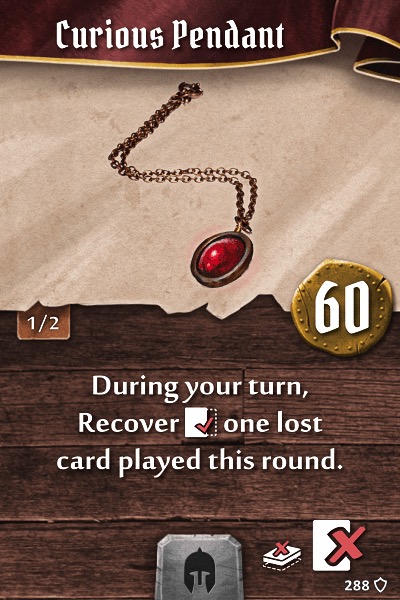 Curious Pendant
60
1/2
During your turn,
Recover one lost
card played this round.
288